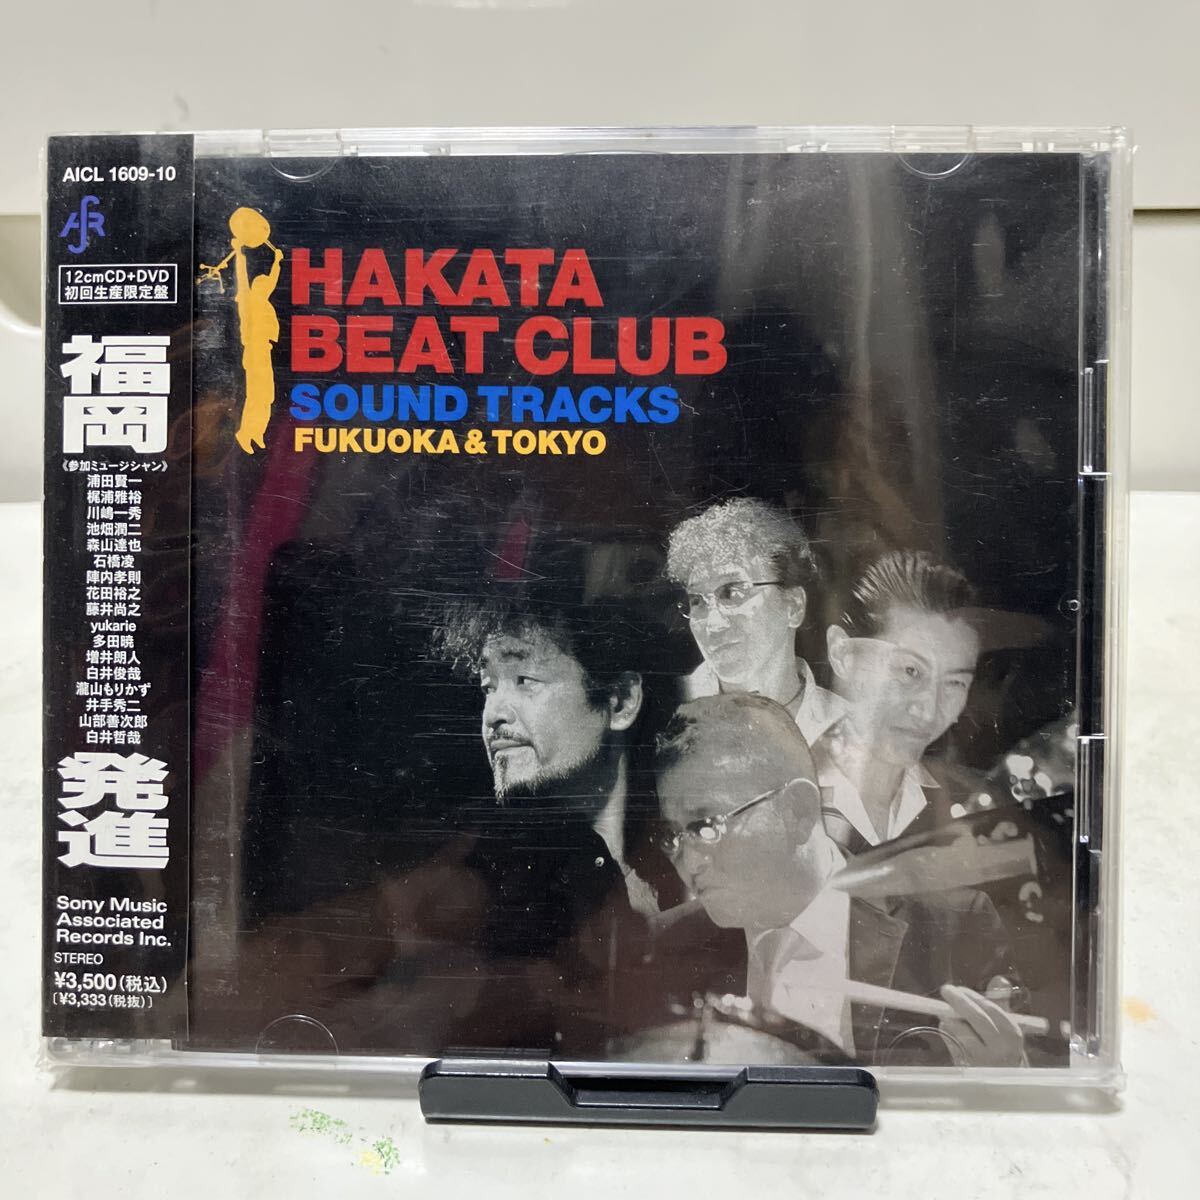 AICL 1609-10
12cmCD+DVD
初回生産限定盤
福岡
《参加ミュージシャン》
浦田賢一
梶浦雅裕
川嶋一秀
池畑潤二
森山達也
石橋凌
陣内孝則
花田裕之
藤井尚之
yukarie
多田暁
増井朗人
白井俊哉
瀧山もりかず
井手秀二
山部善次郎
白井哲哉
発進
Sony Music
Associated
Records Inc.
STEREO
¥3,500(税込)
〔¥3,333(税抜)〕
HAKATA
BEAT CLUB
SOUND TRACKS
FUKUOKA & TOKYO